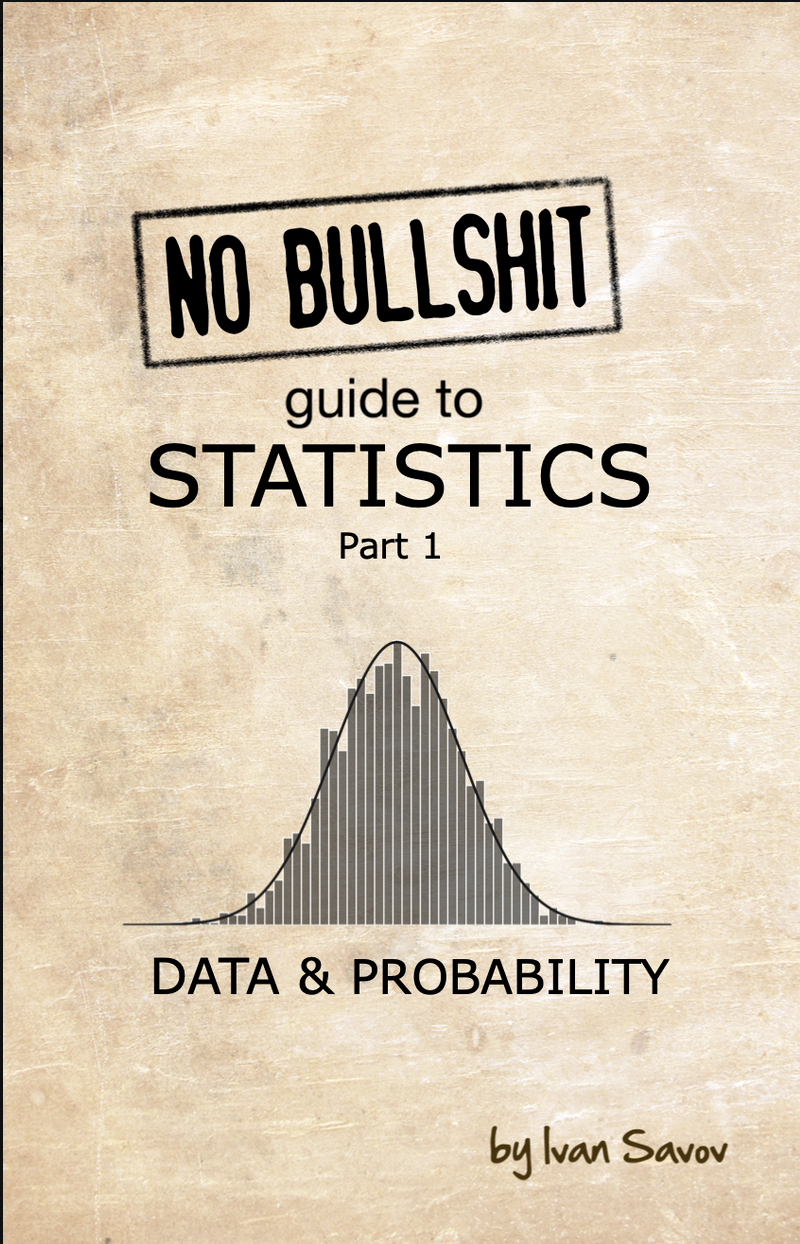 NO BULLSHIT
guide to
STATISTICS
Part 1
DATA & PROBABILITY
by Ivan Savov